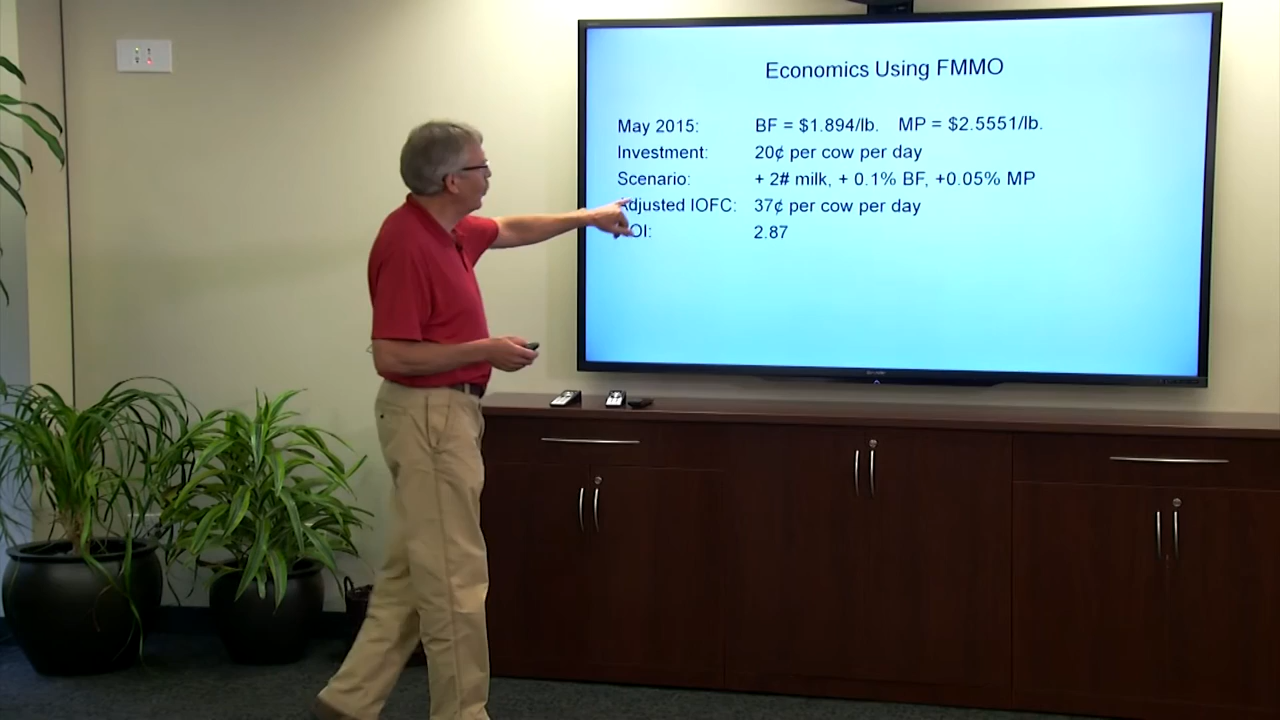 Economics Using FMMO
May 2015: BF = $1.894/lb. MP = $2.5551/lb.
Investment: 20¢ per cow per day
Scenario: + 2# milk, + 0.1% BF, +0.05% MP
Adjusted IOFC: 37¢ per cow per day
OI: 2.87